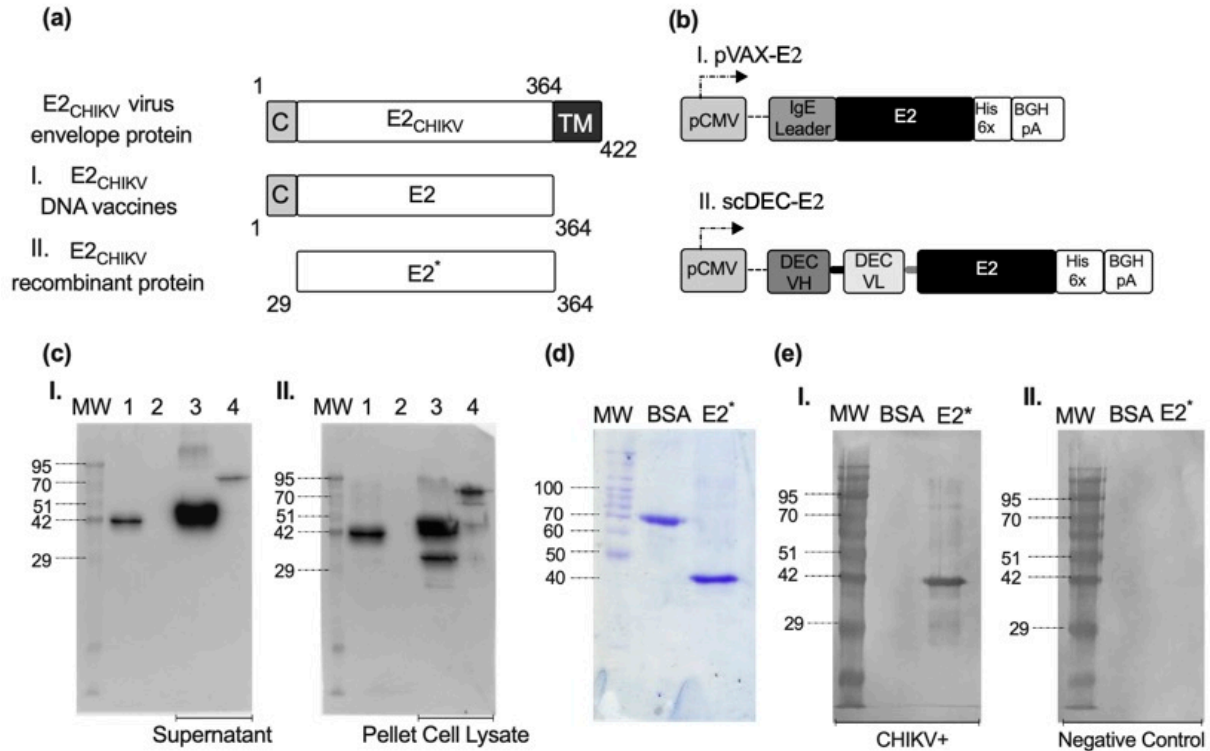 (a)
1 364
E2CHIKV virus
envelope protein
C E2CHIKV TM
422
I. E2CHIKV
DNA vaccines
C E2
1 364
II. E2CHIKV
recombinant protein
E2*
29 364
(b)
I. pVAX-E2
pCMV IgE Leader E2 His 6x BGH pA
II. scDEC-E2
pCMV DEC VH DEC VL E2 His 6x BGH pA
(c)
I.
MW 1 2 3 4
95
70
51
42
29
Supernatant
II.
MW 1 2 3 4
95
70
51
42
29
Pellet Cell Lysate
(d)
MW BSA E2*
100
70
60
50
40
(e)
I.
MW BSA E2*
95
70
51
42
29
CHIKV+
II.
MW BSA E2*
95
70
51
42
29
Negative Control